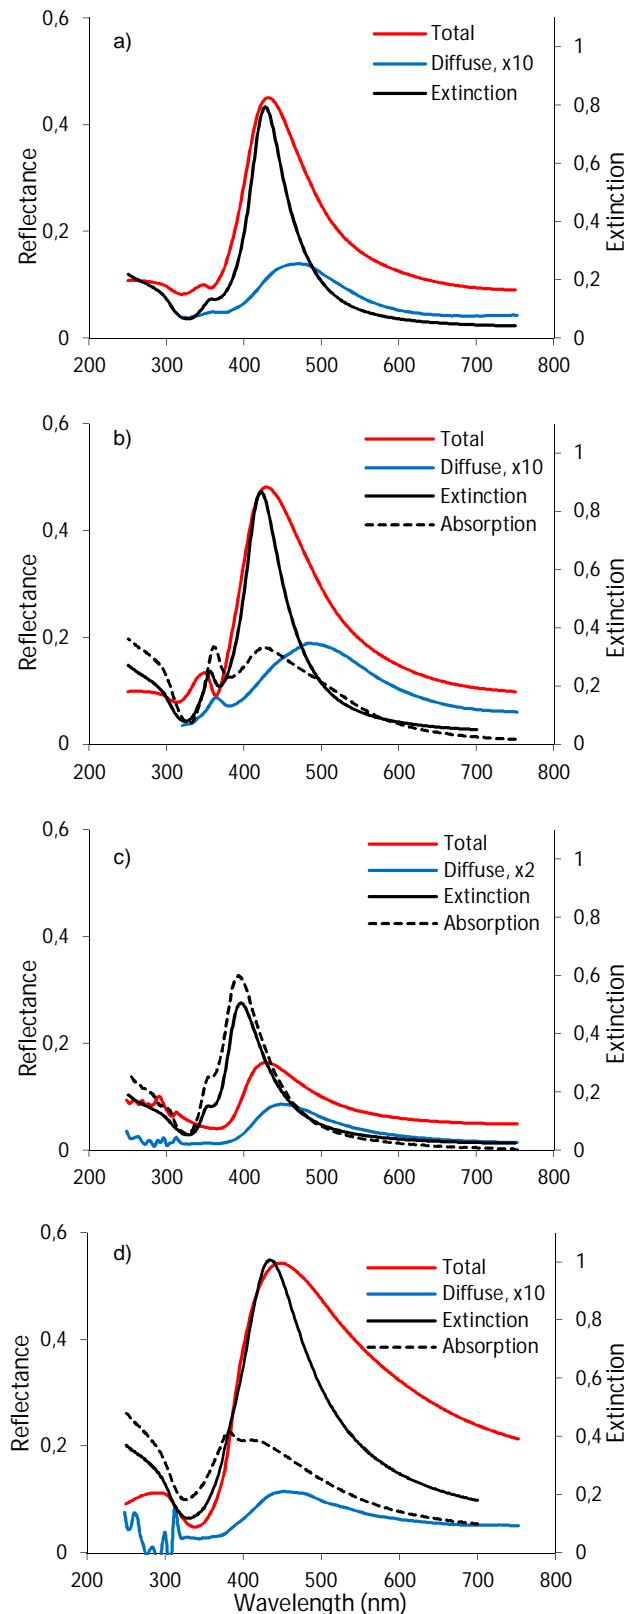 a)
0,6
0,4
0,2
0
Reflectance
Total
Diffuse, x10
Extinction
1
0,8
0,6
0,4
0,2
0
Extinction
200 300 400 500 600 700 800
b)
0,6
0,4
0,2
0
Reflectance
Total
Diffuse, x10
Extinction
Absorption
1
0,8
0,6
0,4
0,2
0
Extinction
200 300 400 500 600 700 800
c)
0,6
0,4
0,2
0
Reflectance
Total
Diffuse, x2
Extinction
Absorption
1
0,8
0,6
0,4
0,2
0
Extinction
200 300 400 500 600 700 800
d)
0,6
0,4
0,2
0
Reflectance
Total
Diffuse, x10
Extinction
Absorption
1
0,8
0,6
0,4
0,2
0
Extinction
200 300 400 500 600 700 800
Wavelength (nm)